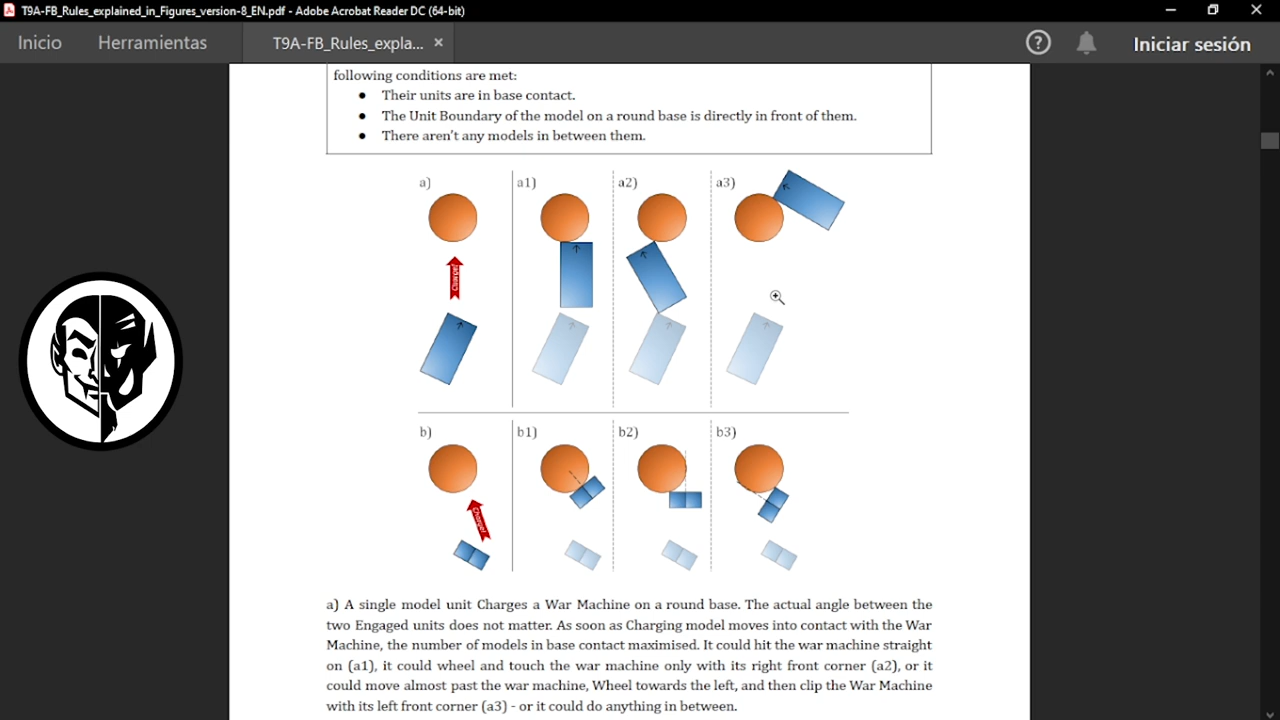 T9A-FB_Rules_explained_in_Figures_version-8_EN.pdf - Adobe Acrobat Reader DC (64-bit)
Inicio
Herramientas
T9A-FB_Rules_expla...
Iniciar sesión
following conditions are met:
● Their units are in base contact.
● The Unit Boundary of the model on a round base is directly in front of them.
● There aren't any models in between them.
a)
a1)
a2)
a3)
Charge!
b)
b1)
b2)
b3)
Charge!
a) A single model unit Charges a War Machine on a round base. The actual angle between the
two Engaged units does not matter. As soon as Charging model moves into contact with the War
Machine, the number of models in base contact maximised. It could hit the war machine straight
on (a1), it could wheel and touch the war machine only with its right front corner (a2), or it
could move almost past the war machine, Wheel towards the left, and then clip the War Machine
with its left front corner (a3) - or it could do anything in between.